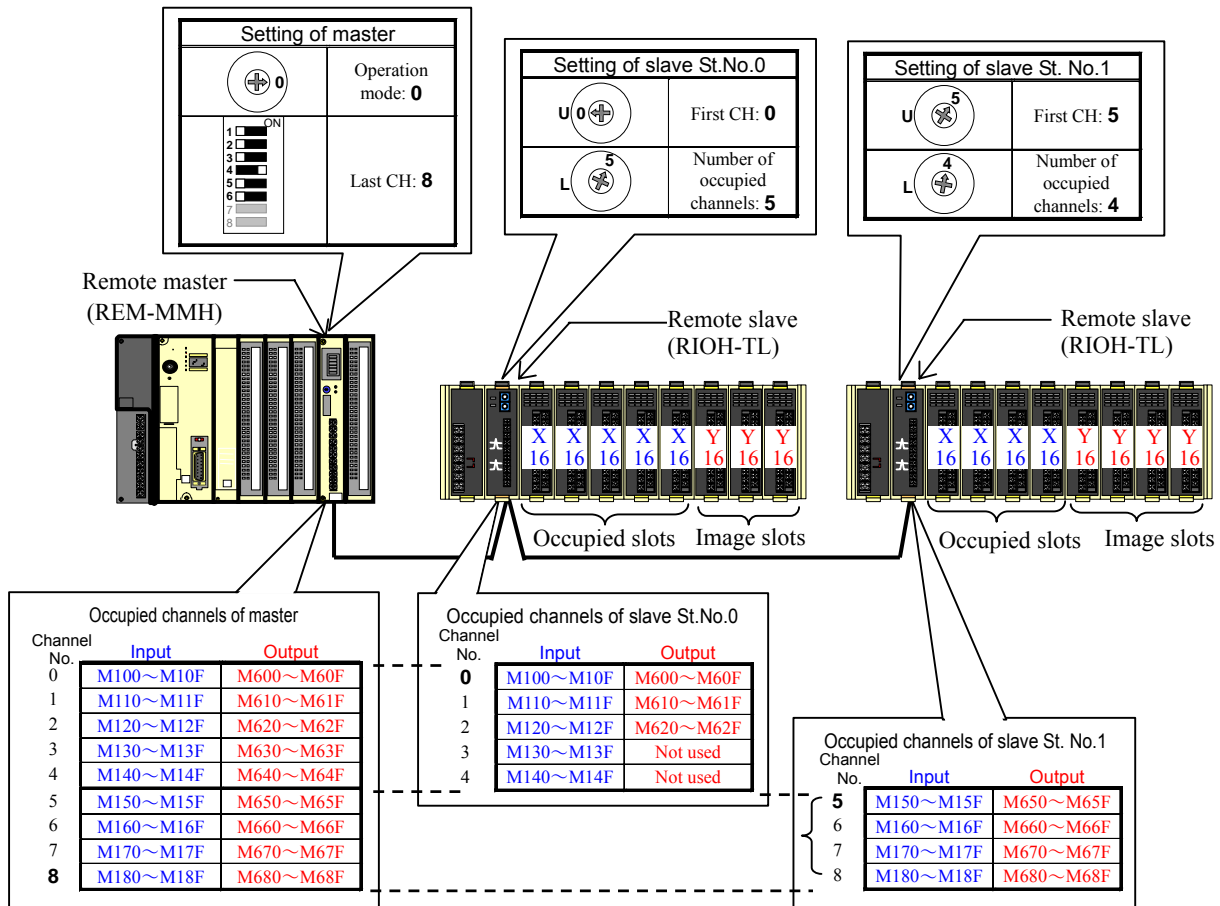 Setting of master
0
Operation
mode: 0
ON
1
2
3
4
5
6
7
8
Last CH: 8
Setting of slave St.No.0
U 0
First CH: 0
5
L
Number of
occupied
channels: 5
Setting of slave St. No.1
5
U
First CH: 5
4
L
Number of
occupied
channels: 4
Remote master
(REM-MMH)
Remote slave
(RIOH-TL)
Remote slave
(RIOH-TL)
X X X X X Y Y Y
16 16 16 16 16 16 16 16
X X X X Y Y Y Y
16 16 16 16 16 16 16 16
Occupied slots Image slots
Occupied slots Image slots
Occupied channels of master
Channel
No. Input Output
0 M100～M10F M600～M60F
1 M110～M11F M610～M61F
2 M120～M12F M620～M62F
3 M130～M13F M630～M63F
4 M140～M14F M640～M64F
5 M150～M15F M650～M65F
6 M160～M16F M660～M66F
7 M170～M17F M670～M67F
8 M180～M18F M680～M68F
Occupied channels of slave St.No.0
Channel
No. Input Output
0 M100～M10F M600～M60F
1 M110～M11F M610～M61F
2 M120～M12F M620～M62F
3 M130～M13F Not used
4 M140～M14F Not used
Occupied channels of slave St. No.1
Channel
No. Input Output
5 M150～M15F M650～M65F
6 M160～M16F M660～M66F
7 M170～M17F M670～M67F
8 M180～M18F M680～M68F